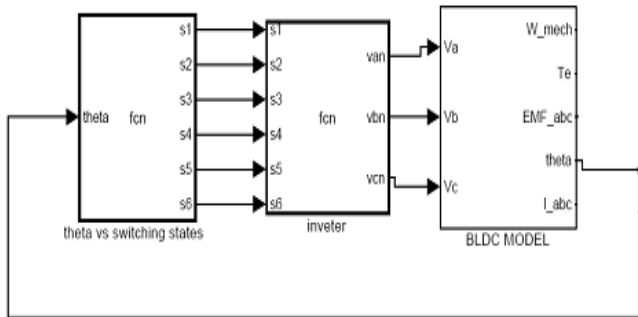 theta
fcn
s1
s2
s3
s4
s5
s6
theta vs switching states
s1
s2
s3
s4
s5
s6
fcn
van
vbn
vcn
inveter
Va
Vb
Vc
W_mech
Te
EMF_abc
theta
I_abc
BLDC MODEL